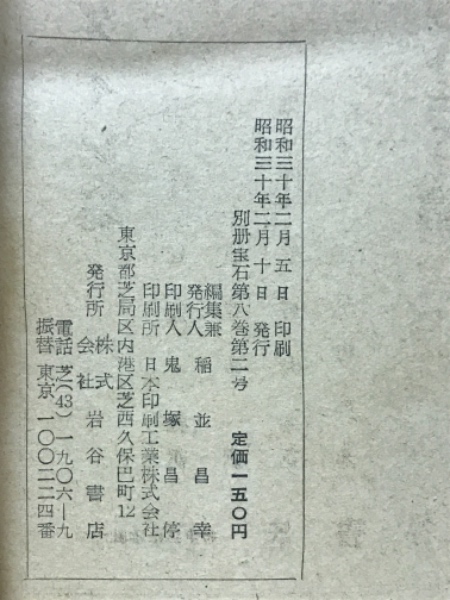 昭和三十年二月五日 印刷
昭和三十年二月十日 発行
別册宝石第八巻第二号 定価一五〇円
編集兼発行人 稲並昌幸
印刷人 鬼塚昌停
印刷所 日本印刷工業株式会社
東京都芝局区内港区芝西久保巴町12
発行所 株式会社 岩谷書店
電話 芝(43)一九〇六―九
振替 東京 一〇〇三二四番